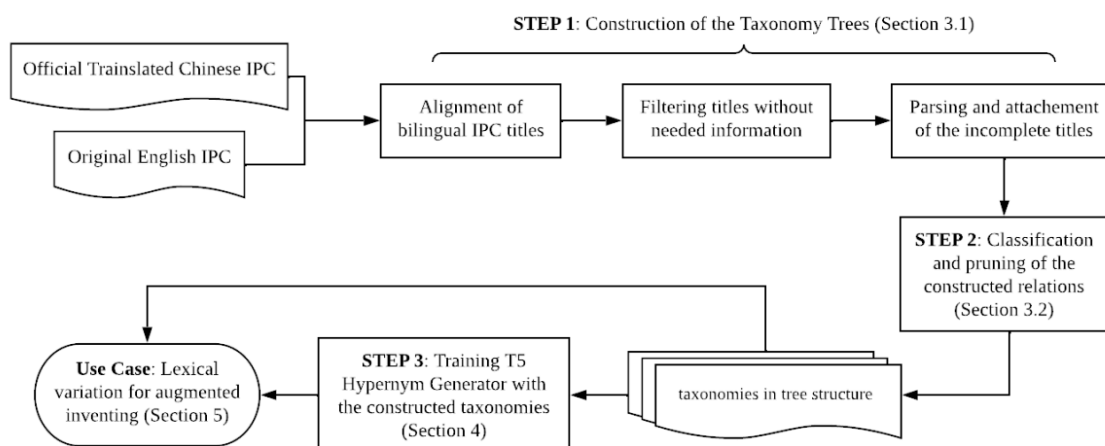 STEP 1: Construction of the Taxonomy Trees (Section 3.1)
Official Trainslated Chinese IPC
Original English IPC
Alignment of
bilingual IPC titles
Filtering titles without
needed information
Parsing and attachement
of the incomplete titles
STEP 2: Classification
and pruning of the
constructed relations
(Section 3.2)
taxonomies in tree structure
STEP 3: Training T5
Hypernym Generator with
the constructed taxonomies
(Section 4)
Use Case: Lexical
variation for augmented
inventing (Section 5)